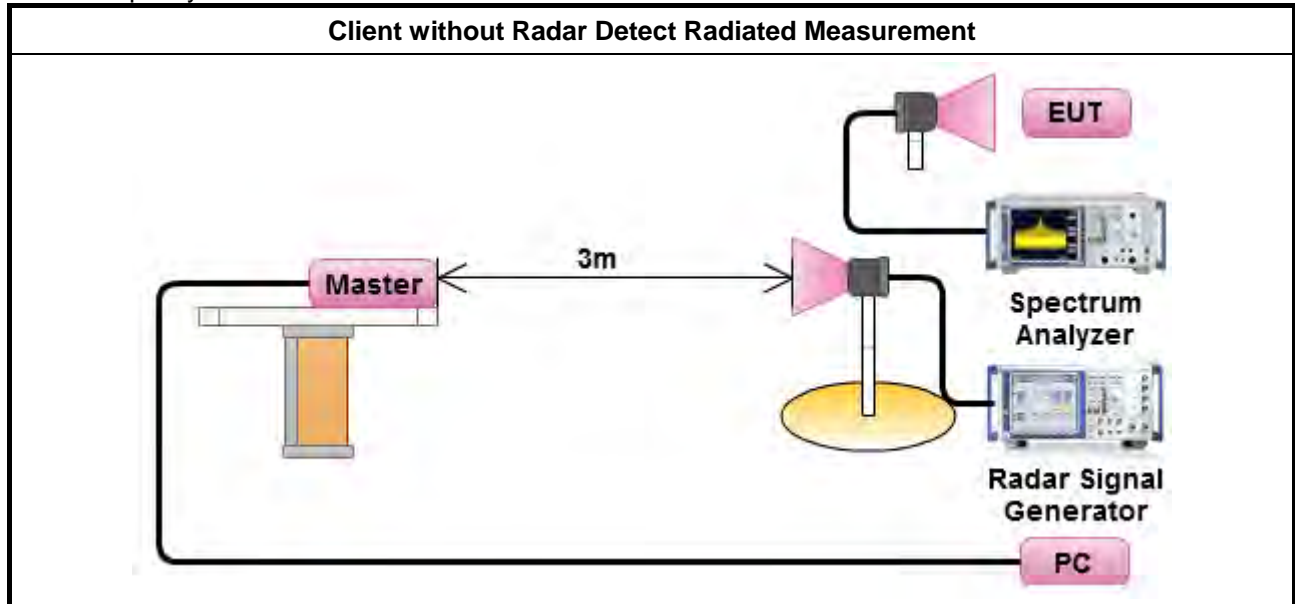 Client without Radar Detect Radiated Measurement
EUT
3m
Master
Spectrum
Analyzer
Radar Signal
Generator
PC